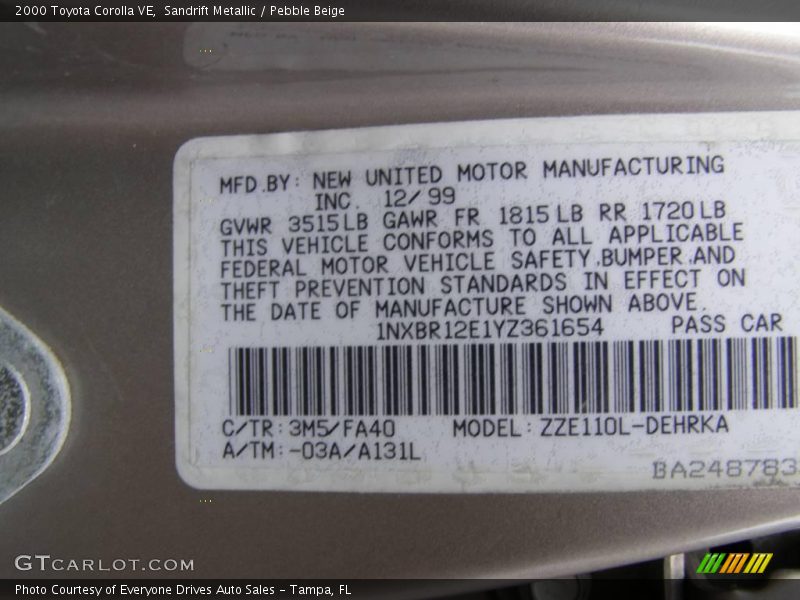 2000 Toyota Corolla VE, Sandrift Metallic / Pebble Beige
MFD.BY: NEW UNITED MOTOR MANUFACTURING
INC. 12/99
GVWR 3515LB GAWR FR 1815LB RR 1720LB
THIS VEHICLE CONFORMS TO ALL APPLICABLE
FEDERAL MOTOR VEHICLE SAFETY,BUMPER,AND
THEFT PREVENTION STANDARDS IN EFFECT ON
THE DATE OF MANUFACTURE SHOWN ABOVE.
1NXBR12E1YZ361654 PASS CAR
C/TR:3M5/FA40 MODEL:ZZE110L-DEHRKA
A/TM:-03A/A131L
BA248783
GTCARLOT.COM
Photo Courtesy of Everyone Drives Auto Sales - Tampa, FL